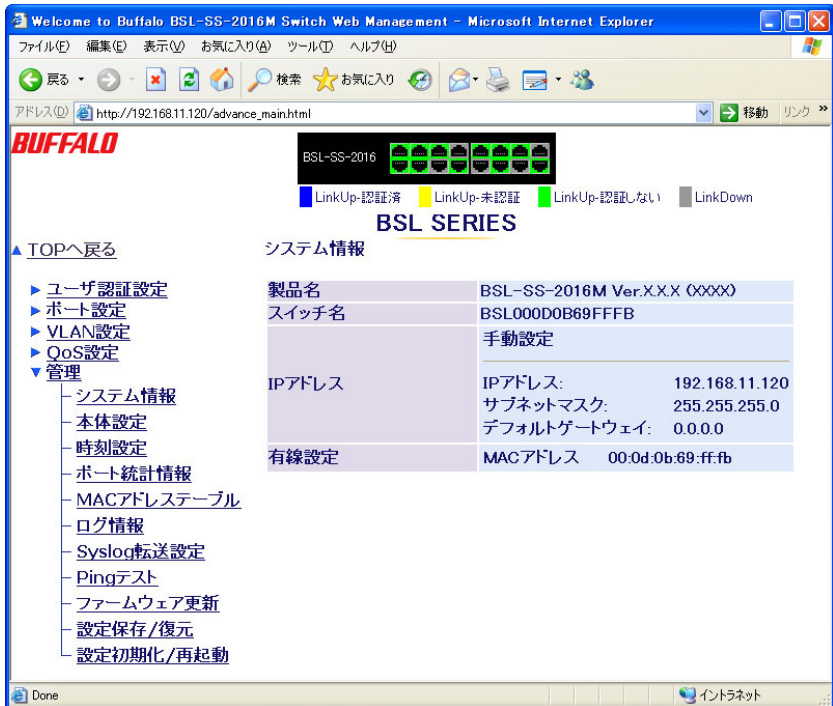 Welcome to Buffalo BSL-SS-2016M Switch Web Management - Microsoft Internet Explorer
ファイル(F) 編集(E) 表示(V) お気に入り(A) ツール(T) ヘルプ(H)
戻る 検索 お気に入り
アドレス(D) http://192.168.11.120/advance_main.html 移動 リンク »
BUFFALO
BSL-SS-2016
LinkUp-認証済 LinkUp-未認証 LinkUp-認証しない LinkDown
BSL SERIES
TOPへ戻る
ユーザ認証設定
ポート設定
VLAN設定
QoS設定
管理
システム情報
本体設定
時刻設定
ポート統計情報
MACアドレステーブル
ログ情報
Syslog転送設定
Pingテスト
ファームウェア更新
設定保存/復元
設定初期化/再起動
システム情報
製品名 BSL-SS-2016M Ver.X.X.X (XXXX)
スイッチ名 BSL000D0B69FFFB
IPアドレス 手動設定
IPアドレス: 192.168.11.120
サブネットマスク: 255.255.255.0
デフォルトゲートウェイ: 0.0.0.0
有線設定 MACアドレス 00:0d:0b:69:ff:fb
Done イントラネット